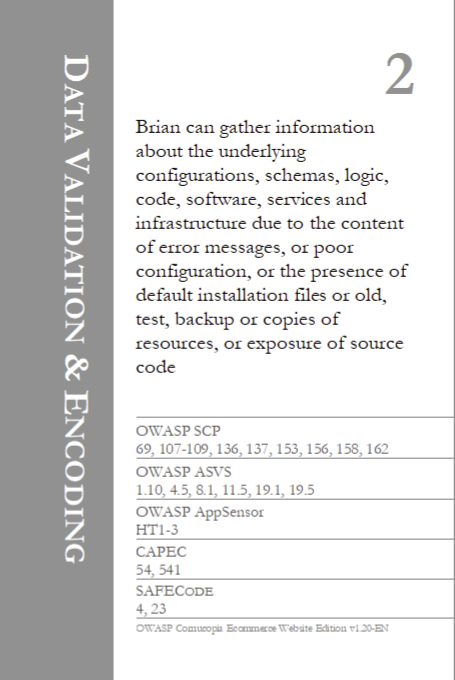 DATA VALIDATION & ENCODING
2
Brian can gather information
about the underlying
configurations, schemas, logic,
code, software, services and
infrastructure due to the content
of error messages, or poor
configuration, or the presence of
default installation files or old,
test, backup or copies of
resources, or exposure of source
code
OWASP SCP
69, 107-109, 136, 137, 153, 156, 158, 162
OWASP ASVS
1.10, 4.5, 8.1, 11.5, 19.1, 19.5
OWASP AppSensor
HT1-3
CAPEC
54, 541
SAFECODE
4, 23
OWASP Cornucopia Ecommerce Website Edition v1.20-EN